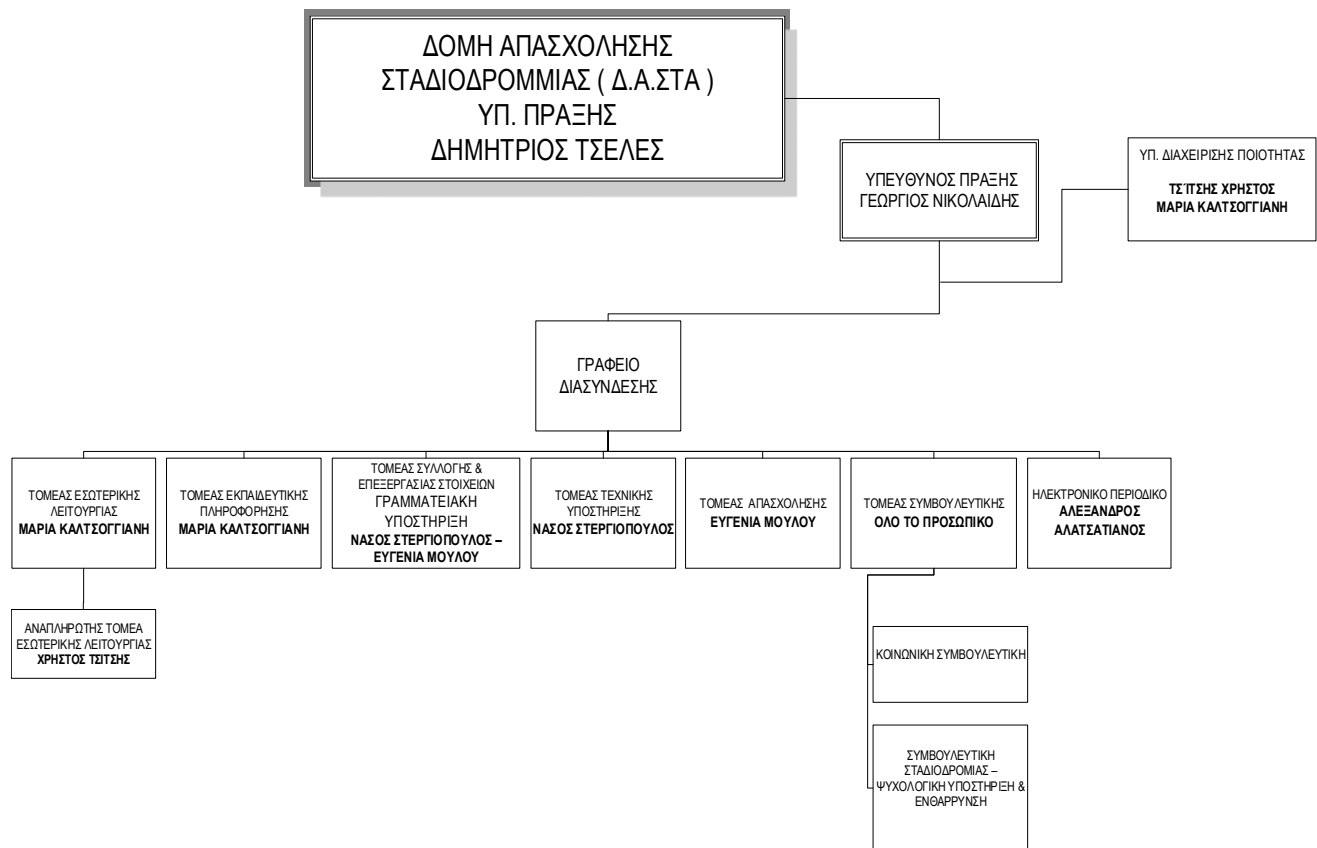 ΔΟΜΗ ΑΠΑΣΧΟΛΗΣΗΣ
ΣΤΑΔΙΟΔΡΟΜΜΙΑΣ ( Δ.Α.ΣΤΑ )
ΥΠ. ΠΡΑΞΗΣ
ΔΗΜΗΤΡΙΟΣ ΤΣΕΛΕΣ
ΥΠΕΥΘΥΝΟΣ ΠΡΑΞΗΣ
ΓΕΩΡΓΙΟΣ ΝΙΚΟΛΑΙΔΗΣ
ΥΠ. ΔΙΑΧΕΙΡΙΣΗΣ ΠΟΙΟΤΗΤΑΣ
ΤΣΊΤΣΗΣ ΧΡΗΣΤΟΣ
ΜΑΡΙΑ ΚΑΛΤΣΟΓΓΙΑΝΗ
ΓΡΑΦΕΙΟ
ΔΙΑΣΥΝΔΕΣΗΣ
ΤΟΜΕΑΣ ΕΣΩΤΕΡΙΚΗΣ
ΛΕΙΤΟΥΡΓΙΑΣ
ΜΑΡΙΑ ΚΑΛΤΣΟΓΓΙΑΝΗ
ΤΟΜΕΑΣ ΕΚΠΑΙΔΕΥΤΙΚΗΣ
ΠΛΗΡΟΦΟΡΗΣΗΣ
ΜΑΡΙΑ ΚΑΛΤΣΟΓΓΙΑΝΗ
ΤΟΜΕΑΣ ΣΥΛΛΟΓΗΣ &
ΕΠΕΞΕΡΓΑΣΙΑΣ ΣΤΟΙΧΕΙΩΝ
ΓΡΑΜΜΑΤΕΙΑΚΗ
ΥΠΟΣΤΗΡΙΞΗ
ΝΑΣΟΣ ΣΤΕΡΓΙΟΠΟΥΛΟΣ –
ΕΥΓΕΝΙΑ ΜΟΥΛΟΥ
ΤΟΜΕΑΣ ΤΕΧΝΙΚΗΣ
ΥΠΟΣΤΗΡΙΞΗΣ
ΝΑΣΟΣ ΣΤΕΡΓΙΟΠΟΥΛΟΣ
ΤΟΜΕΑΣ ΑΠΑΣΧΟΛΗΣΗΣ
ΕΥΓΕΝΙΑ ΜΟΥΛΟΥ
ΤΟΜΕΑΣ ΣΥΜΒΟΥΛΕΥΤΙΚΗΣ
ΟΛΟ ΤΟ ΠΡΟΣΩΠΙΚΟ
ΗΛΕΚΤΡΟΝΙΚΟ ΠΕΡΙΟΔΙΚΟ
ΑΛΕΞΑΝΔΡΟΣ
ΑΛΑΤΣΑΤΙΑΝΟΣ
ΑΝΑΠΛΗΡΩΤΗΣ ΤΟΜΕΑ
ΕΣΩΤΕΡΙΚΗΣ ΛΕΙΤΟΥΡΓΙΑΣ
ΧΡΗΣΤΟΣ ΤΣΙΤΣΗΣ
ΚΟΙΝΩΝΙΚΗ ΣΥΜΒΟΥΛΕΥΤΙΚΗ
ΣΥΜΒΟΥΛΕΥΤΙΚΗ
ΣΤΑΔΙΟΔΡΟΜΙΑΣ –
ΨΥΧΟΛΟΓΙΚΗ ΥΠΟΣΤΗΡΙΞΗ &
ΕΝΘΑΡΡΥΝΣΗ